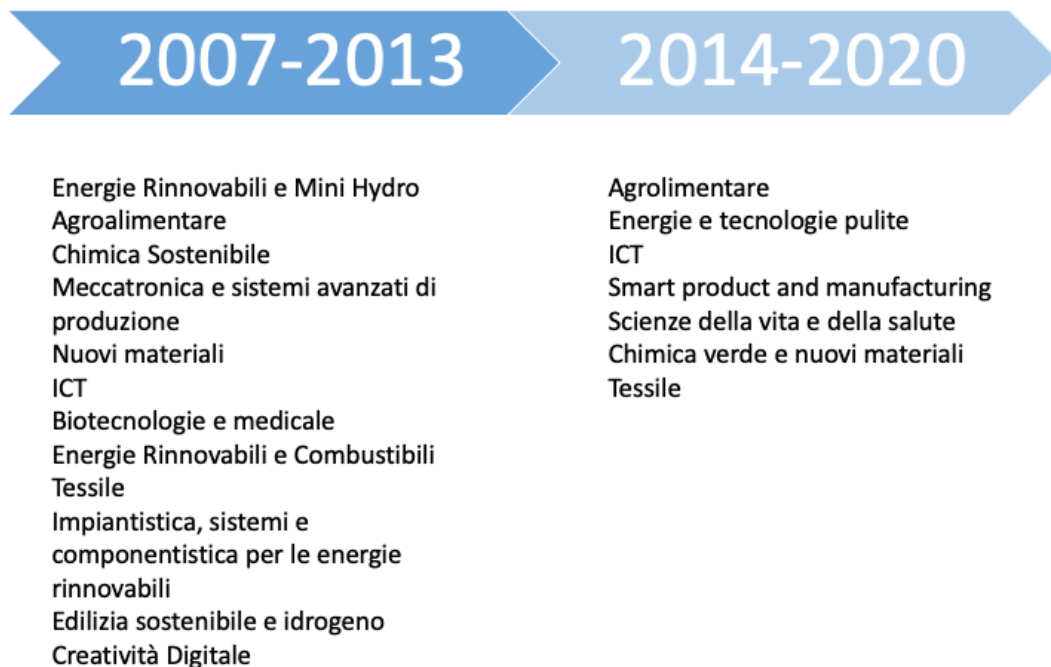 2007-2013
2014-2020
Energie Rinnovabili e Mini Hydro
Agroalimentare
Chimica Sostenibile
Meccatronica e sistemi avanzati di
produzione
Nuovi materiali
ICT
Biotecnologie e medicale
Energie Rinnovabili e Combustibili
Tessile
Impiantistica, sistemi e
componentistica per le energie
rinnovabili
Edilizia sostenibile e idrogeno
Creatività Digitale
Agrolimentare
Energie e tecnologie pulite
ICT
Smart product and manufacturing
Scienze della vita e della salute
Chimica verde e nuovi materiali
Tessile